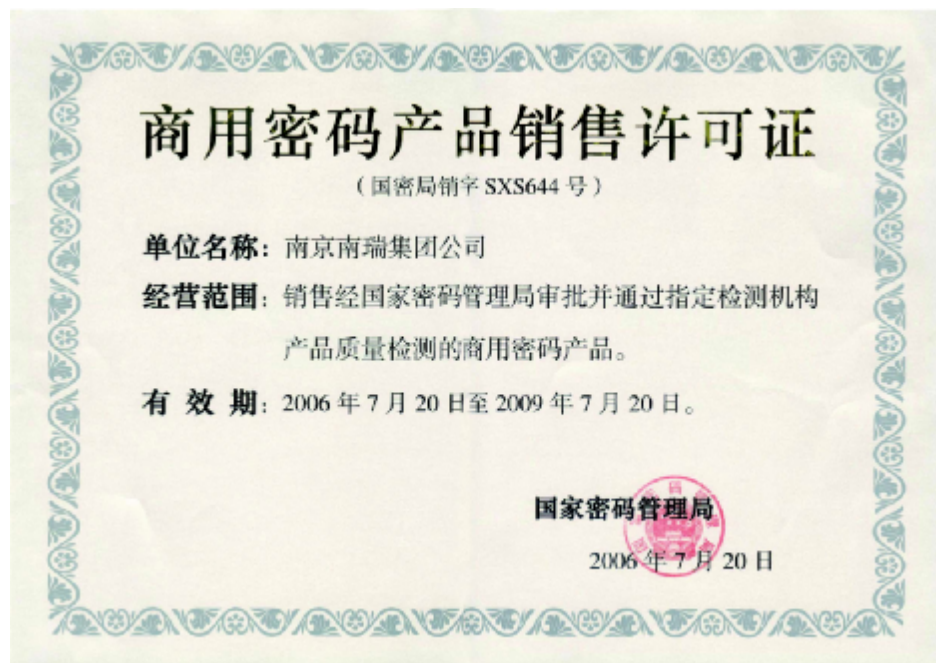 商用密码产品销售许可证
（国密局销字 SXS644 号）
单位名称：南京南瑞集团公司
经营范围：销售经国家密码管理局审批并通过指定检测机构
产品质量检测的商用密码产品。
有 效 期：2006 年 7 月 20 日至 2009 年 7 月 20 日。
国家密码管理局
2006 年 7 月 20 日